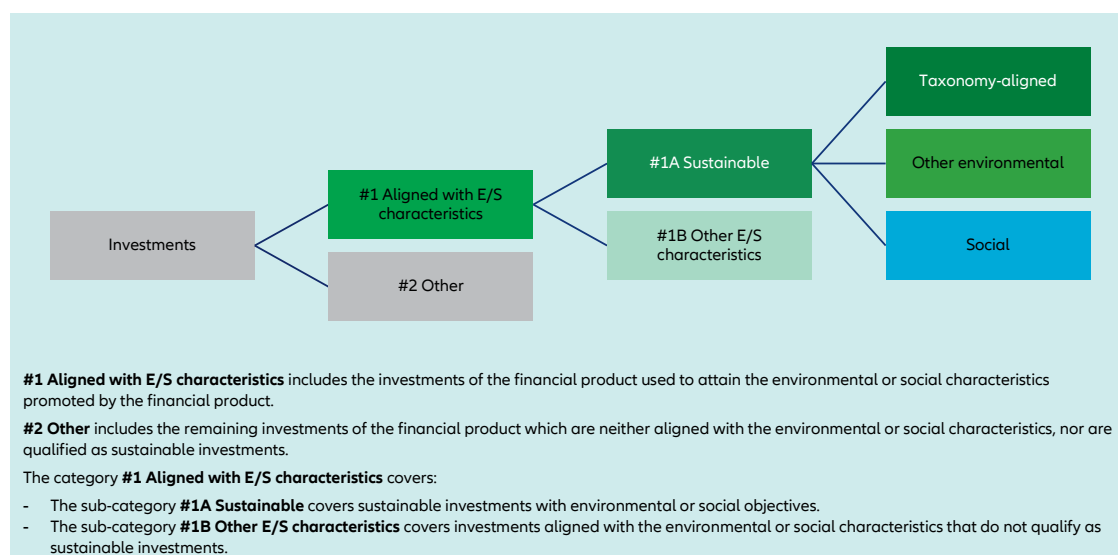 Taxonomy-aligned
#1A Sustainable
Other environmental
#1 Aligned with E/S
characteristics
#1B Other E/S
characteristics
Investments
Social
#2 Other
#1 Aligned with E/S characteristics includes the investments of the financial product used to attain the environmental or social characteristics
promoted by the financial product.
#2 Other includes the remaining investments of the financial product which are neither aligned with the environmental or social characteristics, nor are
qualified as sustainable investments.
The category #1 Aligned with E/S characteristics covers:
- The sub-category #1A Sustainable covers sustainable investments with environmental or social objectives.
- The sub-category #1B Other E/S characteristics covers investments aligned with the environmental or social characteristics that do not qualify as
sustainable investments.